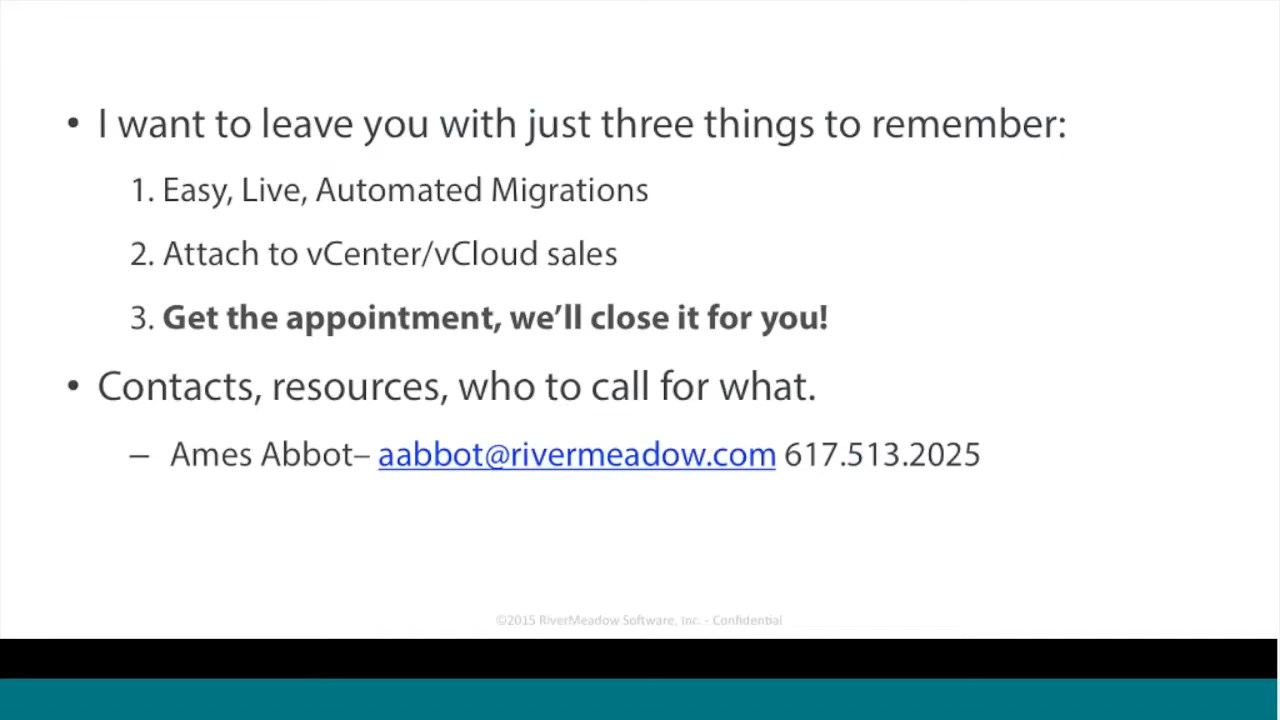 • I want to leave you with just three things to remember:
1. Easy, Live, Automated Migrations
2. Attach to vCenter/vCloud sales
3. Get the appointment, we’ll close it for you!
• Contacts, resources, who to call for what.
– Ames Abbot– aabbot@rivermeadow.com 617.513.2025
©2015 RiverMeadow Software, Inc. - Confidential